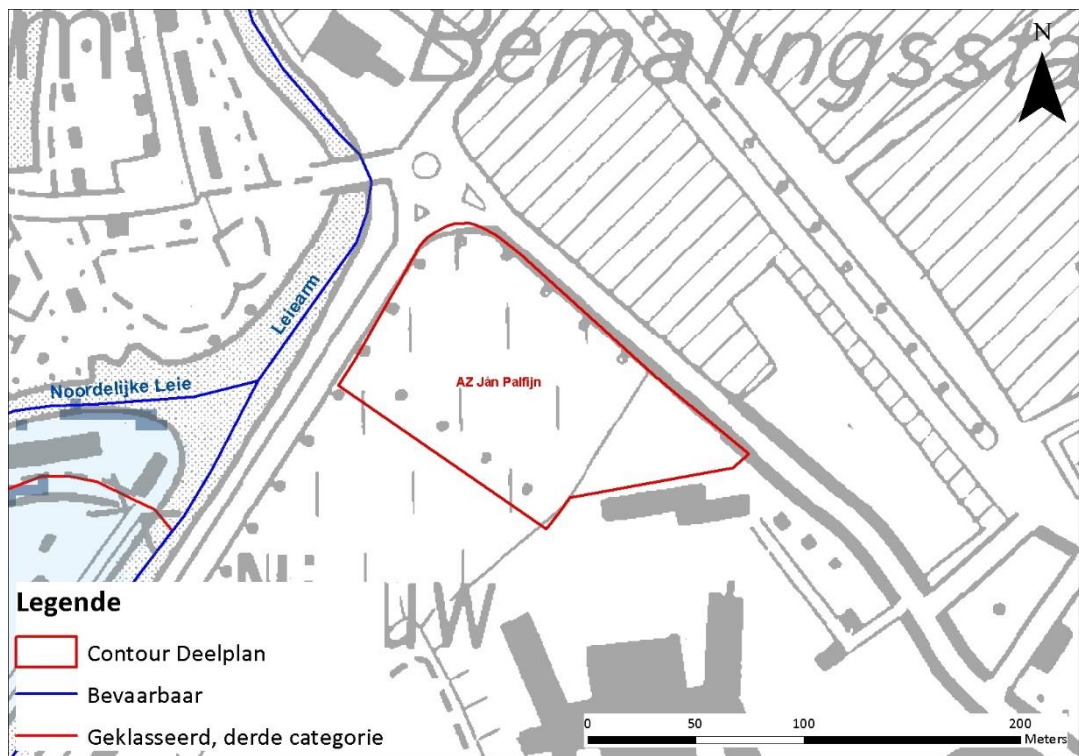 Bemalingssta
N
Leiearm
Noordelijke Leie
AZ Jan Palfijn
uw
Legende
Contour Deelplan
Bevaarbaar
Geklasseerd, derde categorie
0 50 100 200
Meters